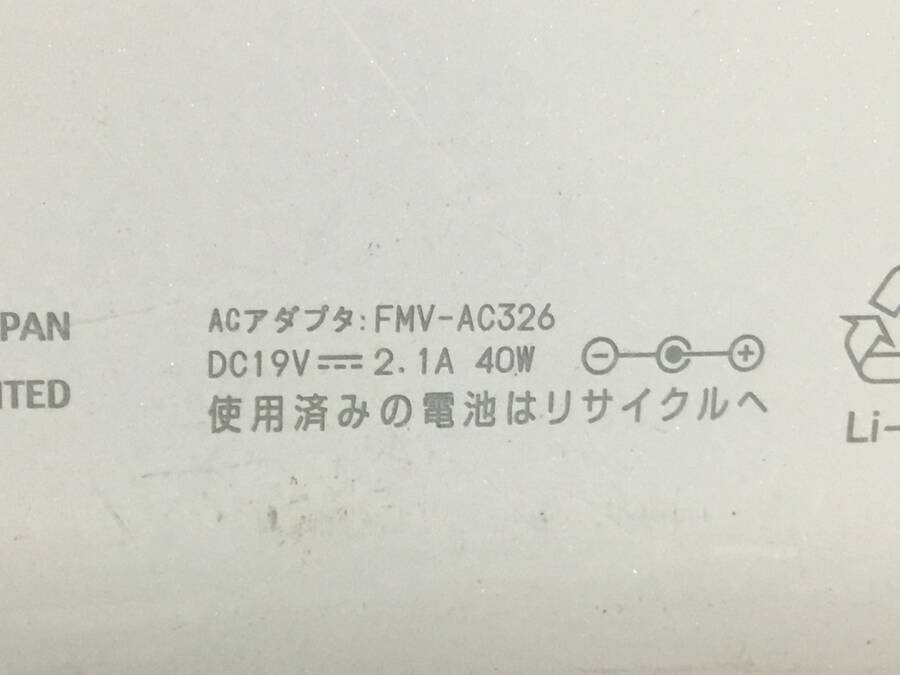 PAN
ITED
ACアダプタ:FMV-AC326
DC19V⎓2.1A 40W
使用済みの電池はリサイクルへ
Li-